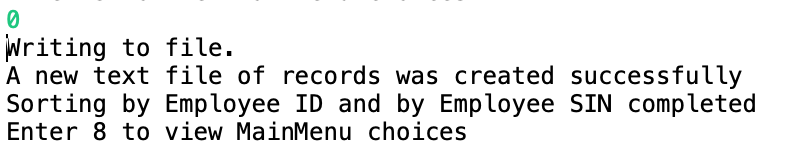 0
Writing to file.
A new text file of records was created successfully
Sorting by Employee ID and by Employee SIN completed
Enter 8 to view MainMenu choices